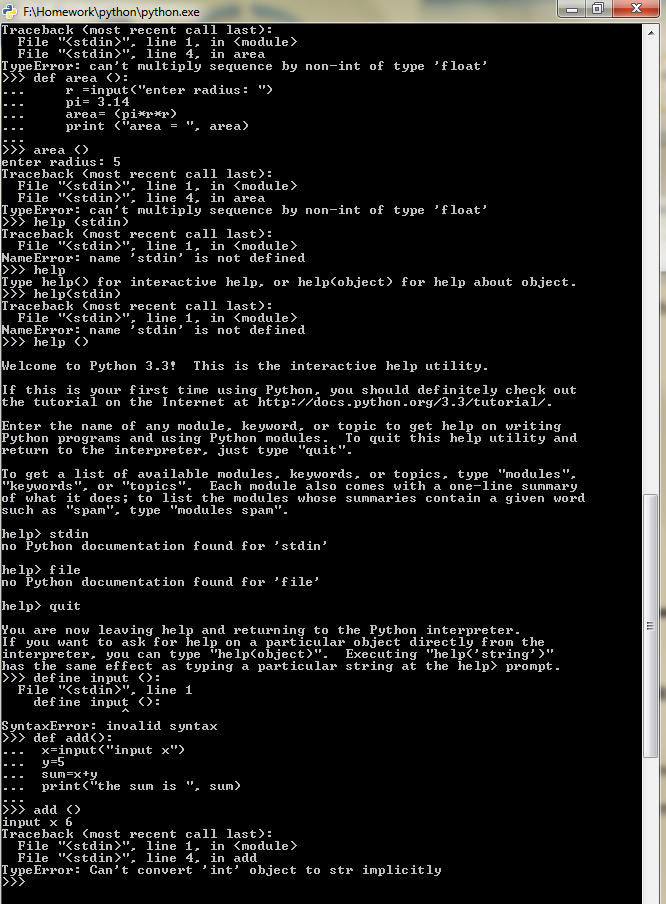 F:\Homework\python\python.exe
Traceback (most recent call last):
  File "<stdin>", line 1, in <module>
  File "<stdin>", line 4, in area
TypeError: can't multiply sequence by non-int of type 'float'
>>> def area ():
...     r =input("enter radius: ")
...     pi= 3.14
...     area= (pi*r*r)
...     print ("area = ", area)
...
>>> area ()
enter radius: 5
Traceback (most recent call last):
  File "<stdin>", line 1, in <module>
  File "<stdin>", line 4, in area
TypeError: can't multiply sequence by non-int of type 'float'
>>> help (stdin)
Traceback (most recent call last):
  File "<stdin>", line 1, in <module>
NameError: name 'stdin' is not defined
>>> help
Type help() for interactive help, or help(object) for help about object.
>>> help(stdin)
Traceback (most recent call last):
  File "<stdin>", line 1, in <module>
NameError: name 'stdin' is not defined
>>> help ()

Welcome to Python 3.3!  This is the interactive help utility.

If this is your first time using Python, you should definitely check out
the tutorial on the Internet at http://docs.python.org/3.3/tutorial/.

Enter the name of any module, keyword, or topic to get help on writing
Python programs and using Python modules.  To quit this help utility and
return to the interpreter, just type "quit".

To get a list of available modules, keywords, or topics, type "modules",
"keywords", or "topics".  Each module also comes with a one-line summary
of what it does; to list the modules whose summaries contain a given word
such as "spam", type "modules spam".

help> stdin
no Python documentation found for 'stdin'

help> file
no Python documentation found for 'file'

help> quit

You are now leaving help and returning to the Python interpreter.
If you want to ask for help on a particular object directly from the
interpreter, you can type "help(object)".  Executing "help('string')"
has the same effect as typing a particular string at the help> prompt.
>>> define input ():
  File "<stdin>", line 1
    define input ():
               ^
SyntaxError: invalid syntax
>>> def add():
...  x=input("input x")
...  y=5
...  sum=x+y
...  print("the sum is ", sum)
...
>>> add ()
input x 6
Traceback (most recent call last):
  File "<stdin>", line 1, in <module>
  File "<stdin>", line 4, in add
TypeError: Can't convert 'int' object to str implicitly
>>>